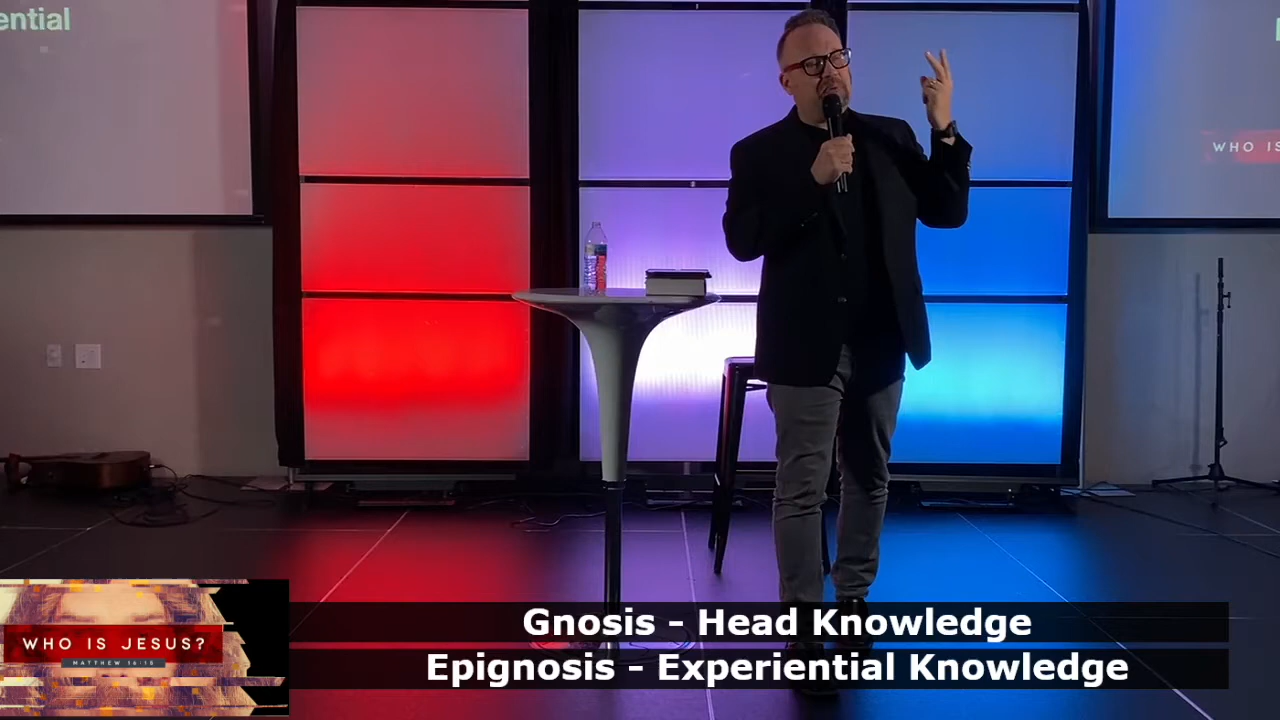 ential
WHO IS
Gnosis - Head Knowledge
Epignosis - Experiential Knowledge
WHO IS JESUS?
MATTHEW 16:15